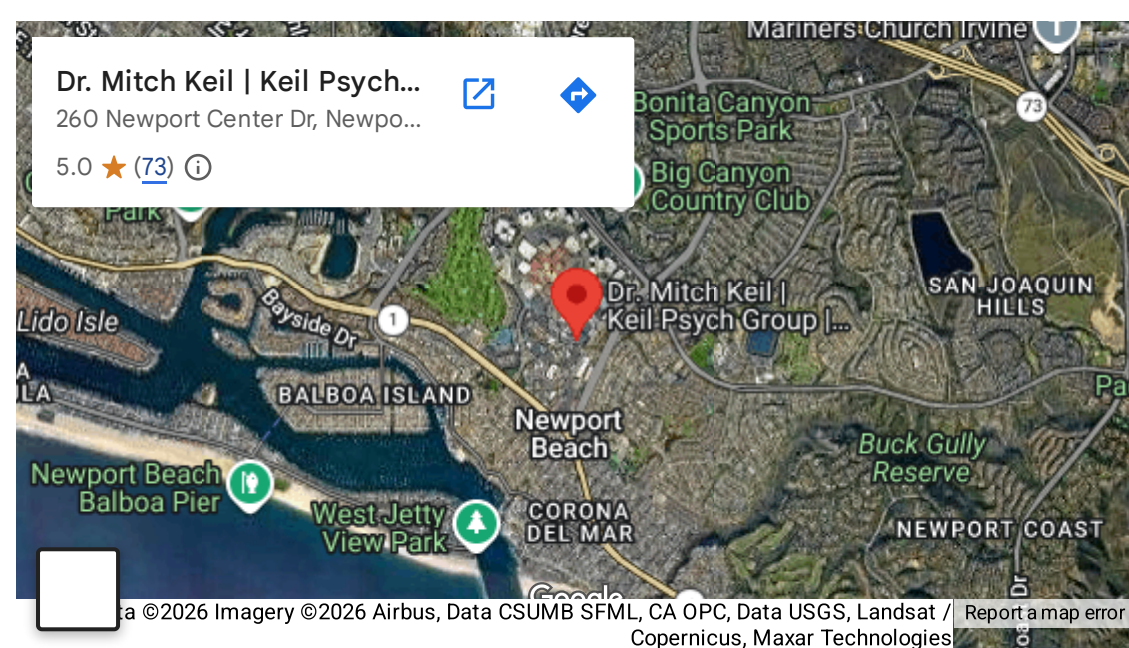 Mariners Church Irvine
Dr. Mitch Keil | Keil Psych...
260 Newport Center Dr, Newpo...
5.0 ★ (73)
73
Bonita Canyon
Sports Park
Big Canyon
Country Club
Park
SAN JOAQUIN
HILLS
Dr. Mitch Keil |
Keil Psych Group |...
Lido Isle
Bayside Dr
1
BALBOA ISLAND
Newport
Beach
Buck Gully
Reserve
Newport Beach
Balboa Pier
West Jetty
View Park
CORONA
DEL MAR
NEWPORT COAST
Google
©2026 Imagery ©2026 Airbus, Data CSUMB SFML, CA OPC, Data USGS, Landsat /
Copernicus, Maxar Technologies
Report a map error